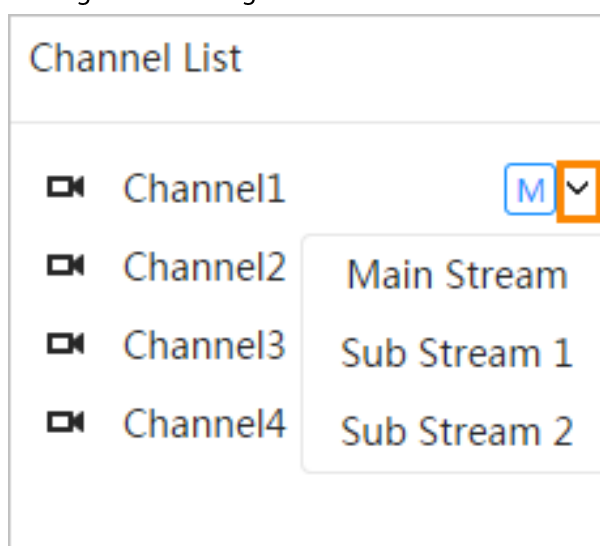 Channel List
Channel1 M
Channel2
Main Stream
Channel3
Sub Stream 1
Channel4
Sub Stream 2